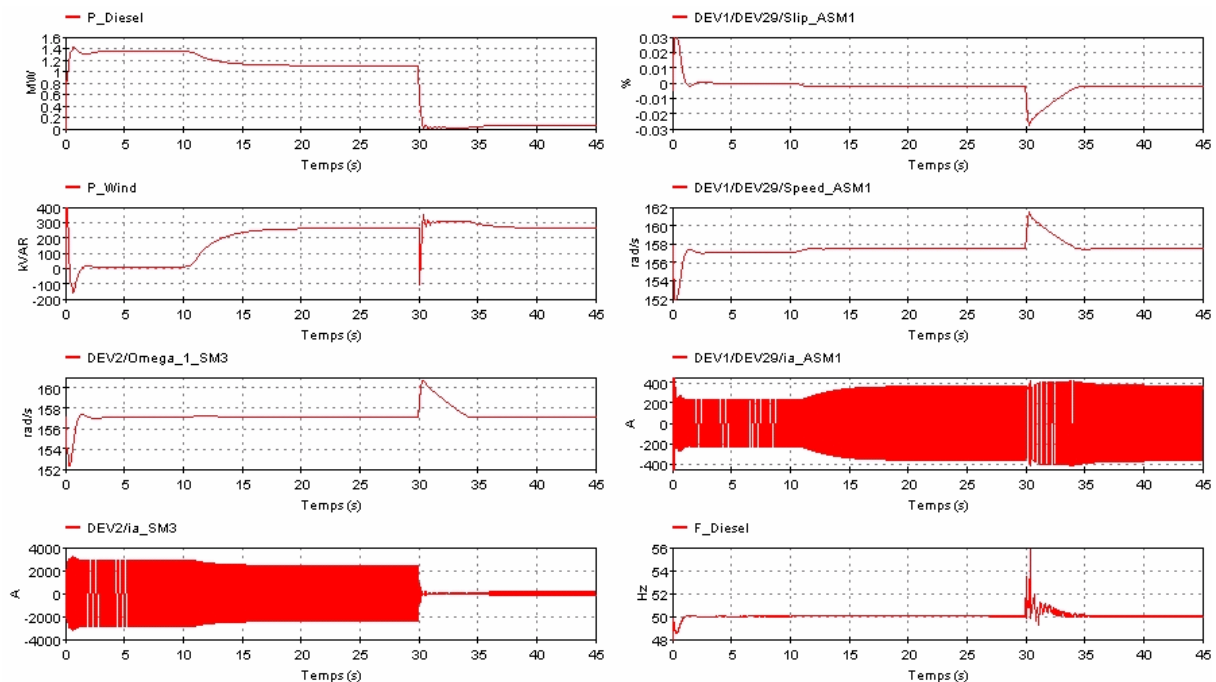 P_Diesel
1.6
1.4
1.2
1
0.8
0.6
0.4
0.2
0
MW
0 5 10 15 20 25 30 35 40 45
Temps (s)
DEV1/DEV29/Slip_ASM1
0.03
0.03
0.01
0.01
0
-0.01
-0.01
-0.03
-0.03
%
0 5 10 15 20 25 30 35 40 45
Temps (s)
P_Wind
400
300
200
100
0
-100
-200
kVAR
0 5 10 15 20 25 30 35 40 45
Temps (s)
DEV1/DEV29/Speed_ASM1
162
160
158
156
154
152
rad/s
0 5 10 15 20 25 30 35 40 45
Temps (s)
DEV2/Omega_1_SM3
160
158
156
154
152
rad/s
0 5 10 15 20 25 30 35 40 45
Temps (s)
DEV1/DEV29/ia_ASM1
400
200
0
-200
-400
A
0 5 10 15 20 25 30 35 40 45
Temps (s)
DEV2/ia_SM3
4000
2000
0
-2000
-4000
A
0 5 10 15 20 25 30 35 40 45
Temps (s)
F_Diesel
56
54
52
50
48
Hz
0 5 10 15 20 25 30 35 40 45
Temps (s)